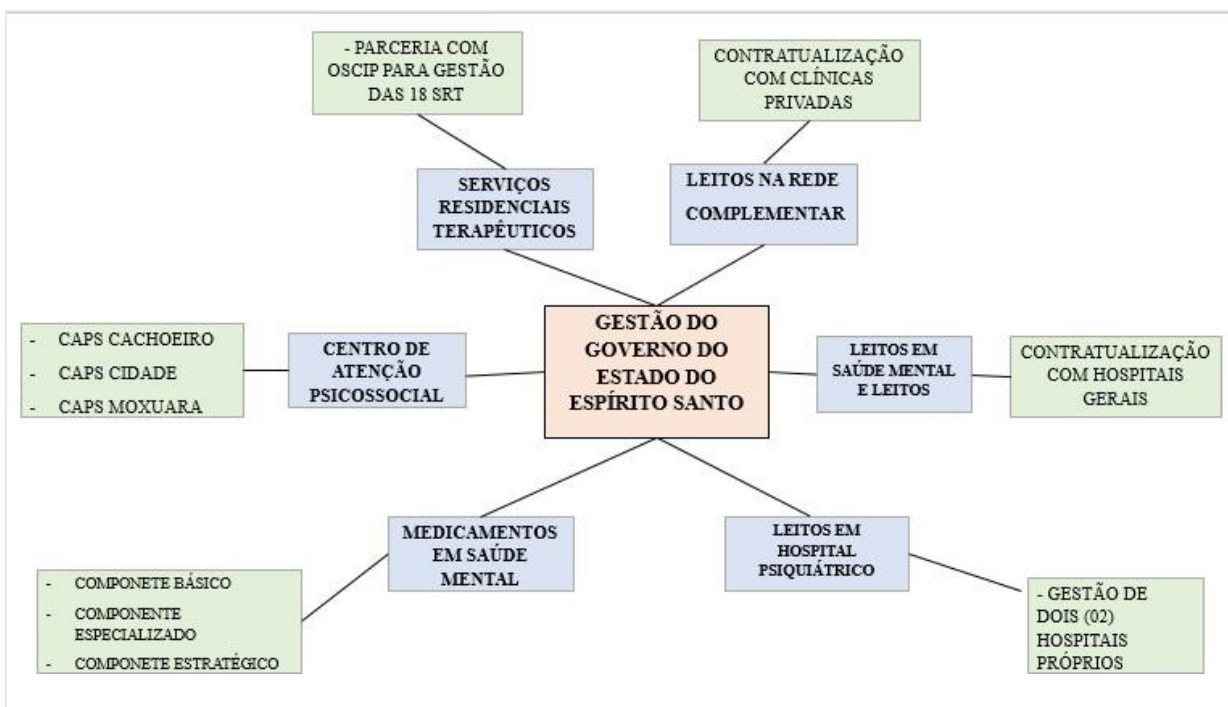 - PARCERIA COM
OSCIP PARA GESTÃO
DAS 18 SRT
CONTRATUALIZAÇÃO
COM CLÍNICAS
PRIVADAS
SERVIÇOS
RESIDENCIAIS
TERAPÊUTICOS
LEITOS NA REDE
COMPLEMENTAR
- CAPS CACHOEIRO
- CAPS CIDADE
- CAPS MOXUARA
CENTRO DE
ATENÇÃO
PSICOSSOCIAL
GESTÃO DO
GOVERNO DO
ESTADO DO
ESPÍRITO SANTO
LEITOS EM
SAÚDE MENTAL
E LEITOS
CONTRATUALIZAÇÃO
COM HOSPITAIS
GERAIS
MEDICAMENTOS
EM SAÚDE
MENTAL
LEITOS EM
HOSPITAL
PSIQUIÁTRICO
- COMPONETE BÁSICO
- COMPONENTE
ESPECIALIZADO
- COMPONETE ESTRATÉGICO
- GESTÃO DE
DOIS (02)
HOSPITAIS
PRÓPRIOS